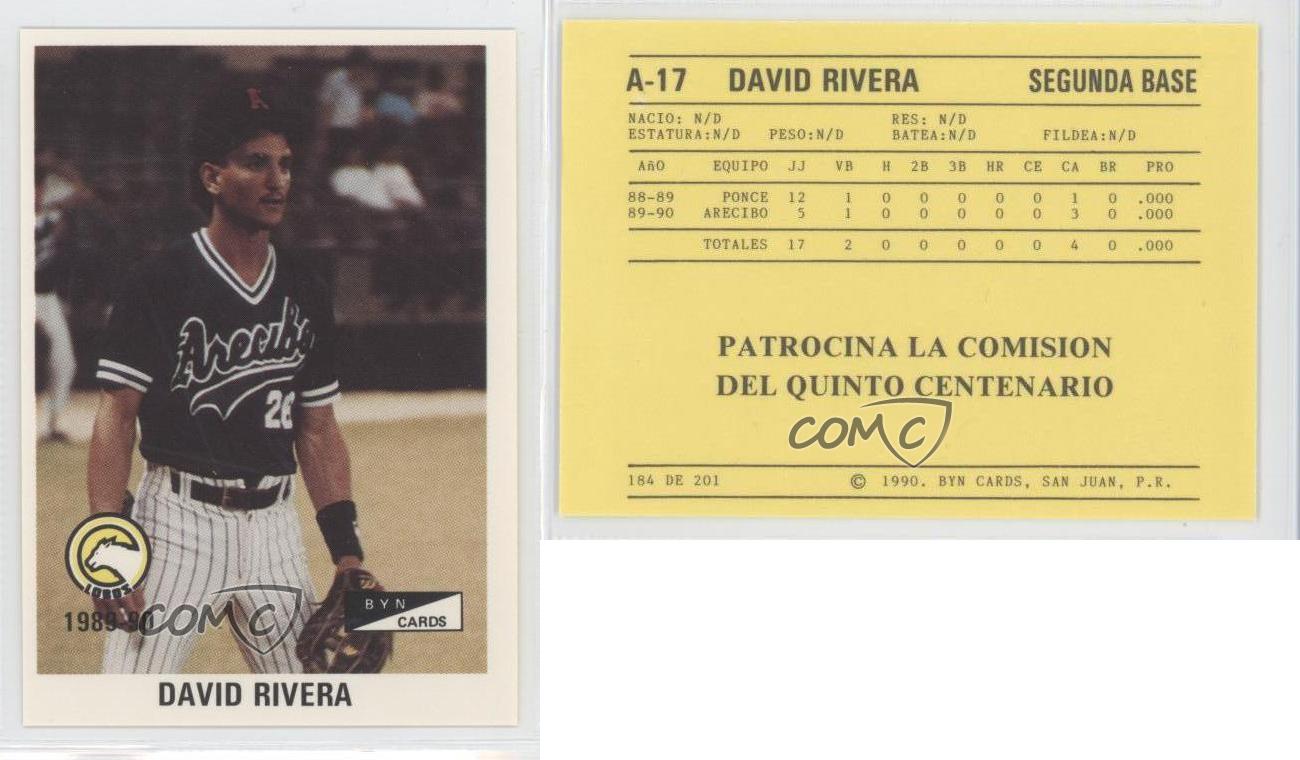 A
Arecibo
26
LOBOS
1989-90
COMC
BYN
CARDS
DAVID RIVERA
A-17 DAVID RIVERA SEGUNDA BASE
NACIO: N/D RES: N/D
ESTATURA:N/D PESO:N/D BATEA:N/D FILDEA:N/D
AñO EQUIPO JJ VB H 2B 3B HR CE CA BR PRO
88-89 PONCE 12 1 0 0 0 0 0 1 0 .000
89-90 ARECIBO 5 1 0 0 0 0 0 3 0 .000
TOTALES 17 2 0 0 0 0 0 4 0 .000
PATROCINA LA COMISION
DEL QUINTO CENTENARIO
COMC
184 DE 201 © 1990. BYN CARDS, SAN JUAN, P.R.